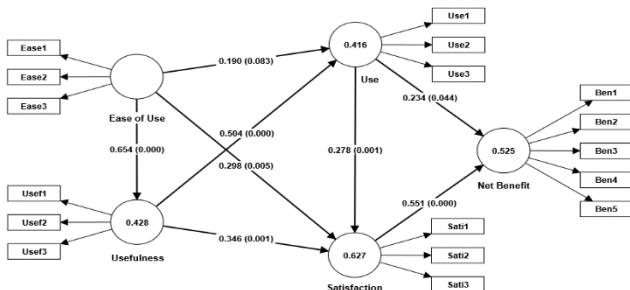 Ease1
Ease2
Ease3
Ease of Use
0.190 (0.083)
0.416
Use
Use1
Use2
Use3
0.234 (0.044)
0.504 (0.000)
0.654 (0.000)
0.298 (0.005)
0.278 (0.001)
Ben1
Ben2
Ben3
Ben4
Ben5
0.525
Net Benefit
0.551 (0.000)
Usef1
Usef2
Usef3
0.428
Usefulness
0.346 (0.001)
0.627
Satisfaction
Sati1
Sati2
Sati3